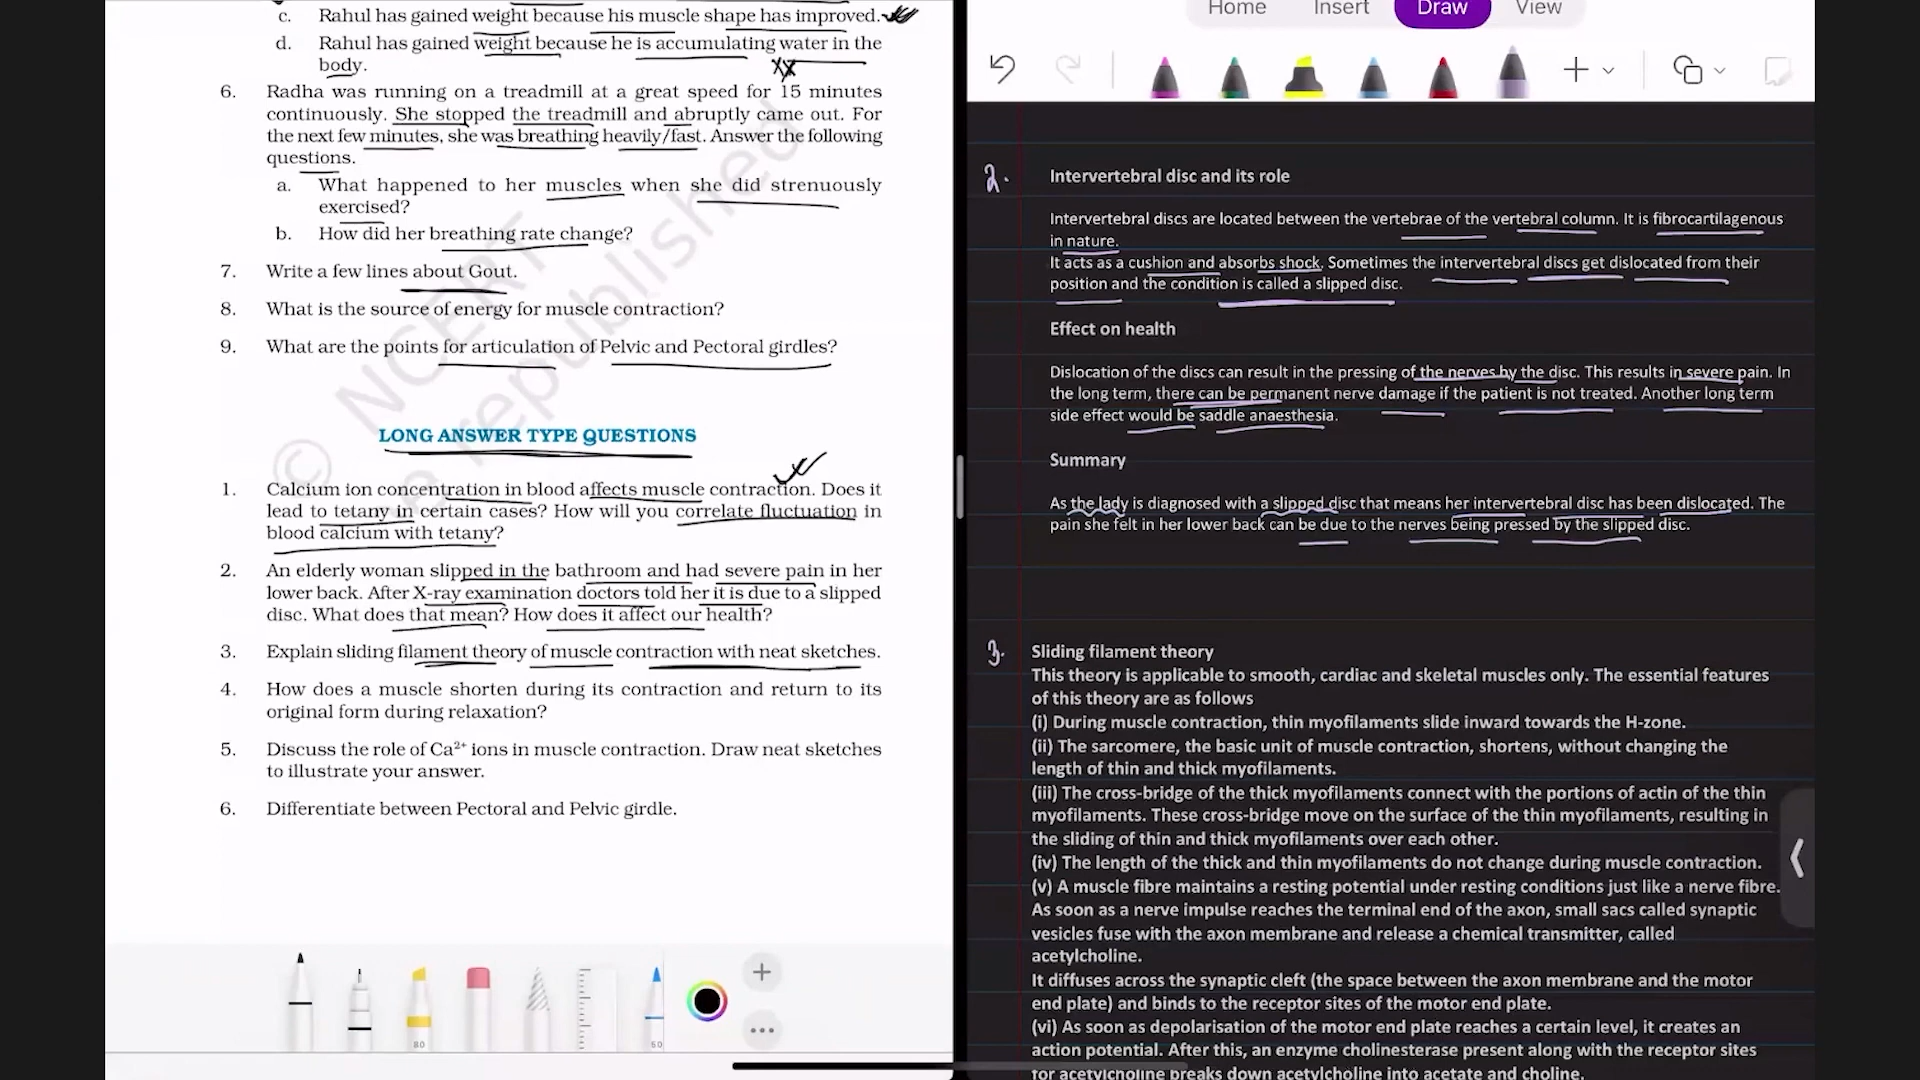 c. Rahul has gained weight because his muscle shape has improved.
d. Rahul has gained weight because he is accumulating water in the
body.
6. Radha was running on a treadmill at a great speed for 15 minutes
continuously. She stopped the treadmill and abruptly came out. For
the next few minutes, she was breathing heavily/fast. Answer the following
questions.
a. What happened to her muscles when she did strenuously
exercised?
b. How did her breathing rate change?
7. Write a few lines about Gout.
8. What is the source of energy for muscle contraction?
9. What are the points for articulation of Pelvic and Pectoral girdles?
© NCERT
republished
LONG ANSWER TYPE QUESTIONS
1. Calcium ion concentration in blood affects muscle contraction. Does it
lead to tetany in certain cases? How will you correlate fluctuation in
blood calcium with tetany?
2. An elderly woman slipped in the bathroom and had severe pain in her
lower back. After X-ray examination doctors told her it is due to a slipped
disc. What does that mean? How does it affect our health?
3. Explain sliding filament theory of muscle contraction with neat sketches.
4. How does a muscle shorten during its contraction and return to its
original form during relaxation?
5. Discuss the role of Ca²⁺ ions in muscle contraction. Draw neat sketches
to illustrate your answer.
6. Differentiate between Pectoral and Pelvic girdle.
80
50
Home Insert Draw View
2. Intervertebral disc and its role
Intervertebral discs are located between the vertebrae of the vertebral column. It is fibrocartilagenous
in nature.
It acts as a cushion and absorbs shock. Sometimes the intervertebral discs get dislocated from their
position and the condition is called a slipped disc.
Effect on health
Dislocation of the discs can result in the pressing of the nerves by the disc. This results in severe pain. In
the long term, there can be permanent nerve damage if the patient is not treated. Another long term
side effect would be saddle anaesthesia.
Summary
As the lady is diagnosed with a slipped disc that means her intervertebral disc has been dislocated. The
pain she felt in her lower back can be due to the nerves being pressed by the slipped disc.
3. Sliding filament theory
This theory is applicable to smooth, cardiac and skeletal muscles only. The essential features
of this theory are as follows
(i) During muscle contraction, thin myofilaments slide inward towards the H-zone.
(ii) The sarcomere, the basic unit of muscle contraction, shortens, without changing the
length of thin and thick myofilaments.
(iii) The cross-bridge of the thick myofilaments connect with the portions of actin of the thin
myofilaments. These cross-bridge move on the surface of the thin myofilaments, resulting in
the sliding of thin and thick myofilaments over each other.
(iv) The length of the thick and thin myofilaments do not change during muscle contraction.
(v) A muscle fibre maintains a resting potential under resting conditions just like a nerve fibre.
As soon as a nerve impulse reaches the terminal end of the axon, small sacs called synaptic
vesicles fuse with the axon membrane and release a chemical transmitter, called
acetylcholine.
It diffuses across the synaptic cleft (the space between the axon membrane and the motor
end plate) and binds to the receptor sites of the motor end plate.
(vi) As soon as depolarisation of the motor end plate reaches a certain level, it creates an
action potential. After this, an enzyme cholinesterase present along with the receptor sites
for acetylcholine breaks down acetylcholine into acetate and choline.